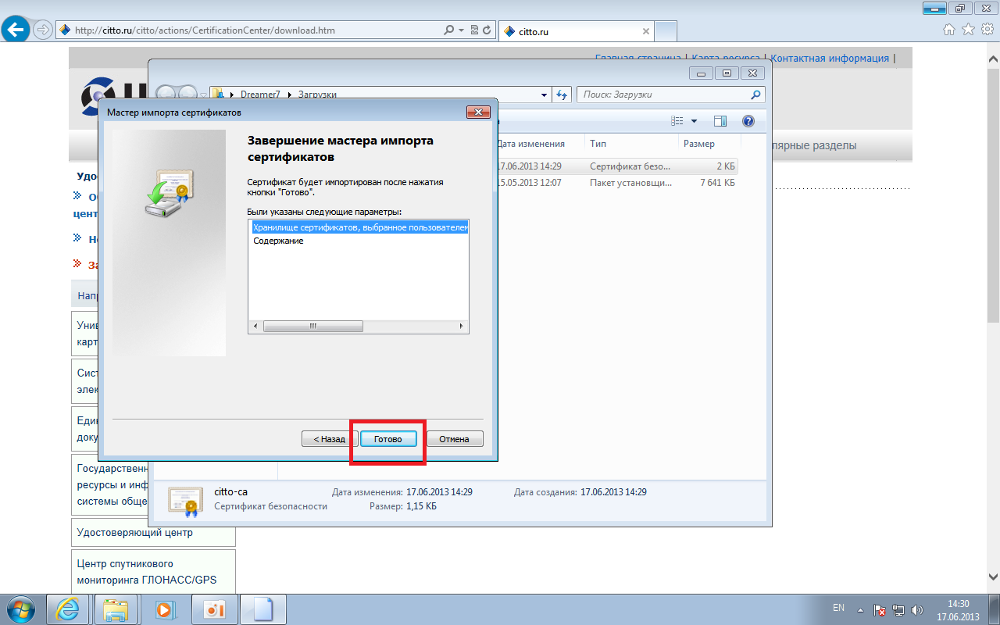 http://citto.ru/citto/actions/CertificationCenter/download.htm
citto.ru
Главная страница | Карта ресурса | Контактная информация |
Dreamer7
Загрузки
Поиск: Загрузки
Мастер импорта сертификатов
Завершение мастера импорта
сертификатов
Сертификат будет импортирован после нажатия
кнопки "Готово".
Были указаны следующие параметры:
Хранилище сертификатов, выбранное пользователем
Содержание
< Назад
Готово
Отмена
Дата изменения
Тип
Размер
17.06.2013 14:29
Сертификат безо...
2 КБ
15.05.2013 12:07
Пакет установщи...
7 641 КБ
лярные разделы
Удо
цент
Н
За
Нап
Унив
карт
Сис
элек
Един
доку
Государственн
ресурсы и инф
системы обще
Удостоверяющий центр
Центр спутникового
мониторинга ГЛОНАСС/GPS
citto-ca
Сертификат безопасности
Дата изменения: 17.06.2013 14:29
Размер: 1,15 КБ
Дата создания: 17.06.2013 14:29
EN
14:30
17.06.2013